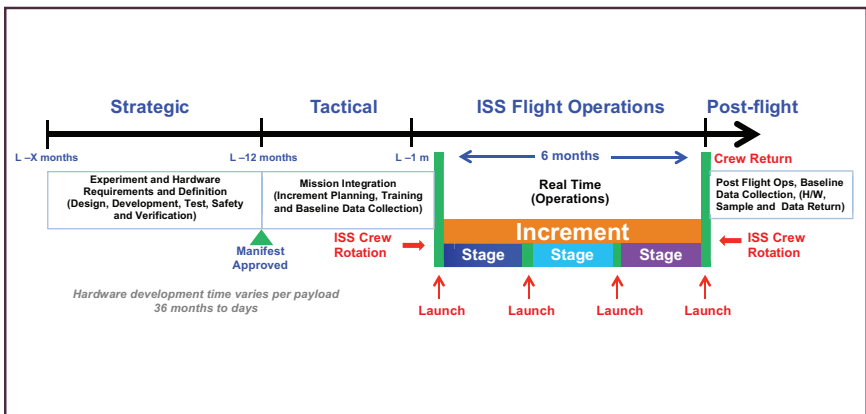 Strategic
Tactical
ISS Flight Operations
Post-flight
L –X months
L –12 months
L –1 m
6 months
Crew Return
Experiment and Hardware
Requirements and Definition
(Design, Development, Test, Safety
and Verification)
Mission Integration
(Increment Planning, Training
and Baseline Data Collection)
Real Time
(Operations)
Post Flight Ops, Baseline
Data Collection, (H/W,
Sample and Data Return)
Increment
ISS Crew
Rotation
ISS Crew
Rotation
Manifest
Approved
Stage
Stage
Stage
Hardware development time varies per payload
36 months to days
Launch
Launch
Launch
Launch